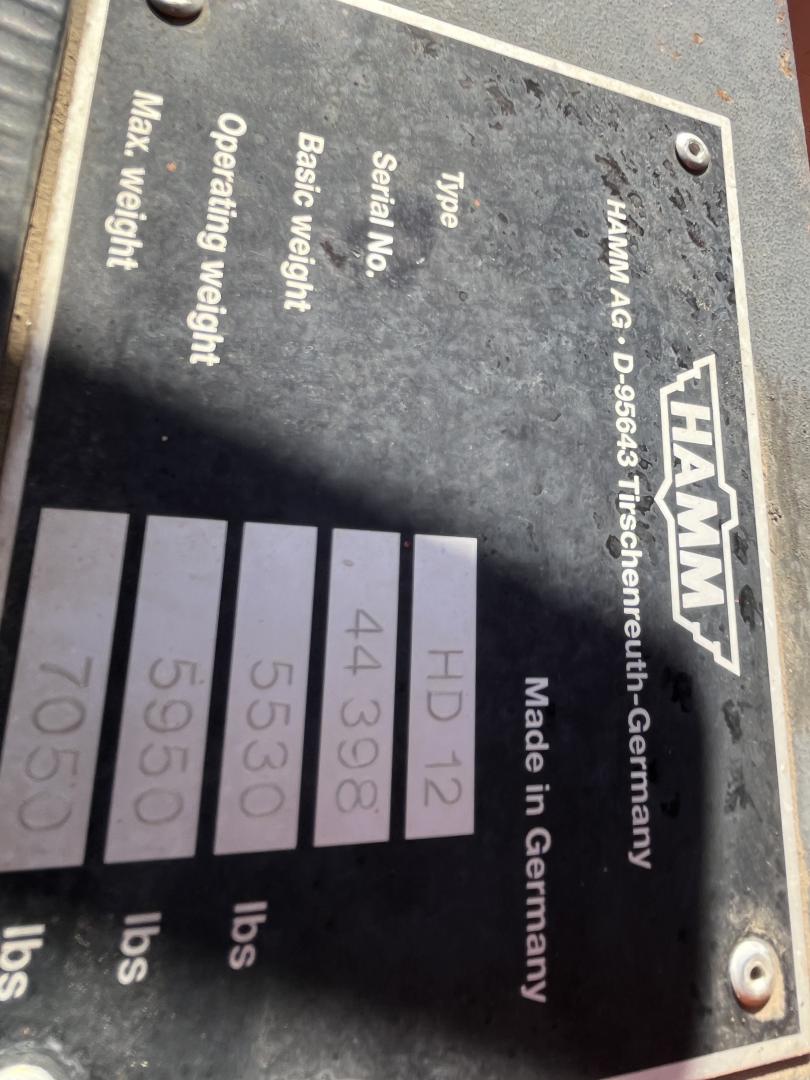 HAMM
HAMM AG · D-95643 Tirschenreuth-Germany
Made in Germany
Type HD 12
Serial No. 44 398
Basic weight 5530 lbs
Operating weight 5950 lbs
Max. weight 7050 lbs